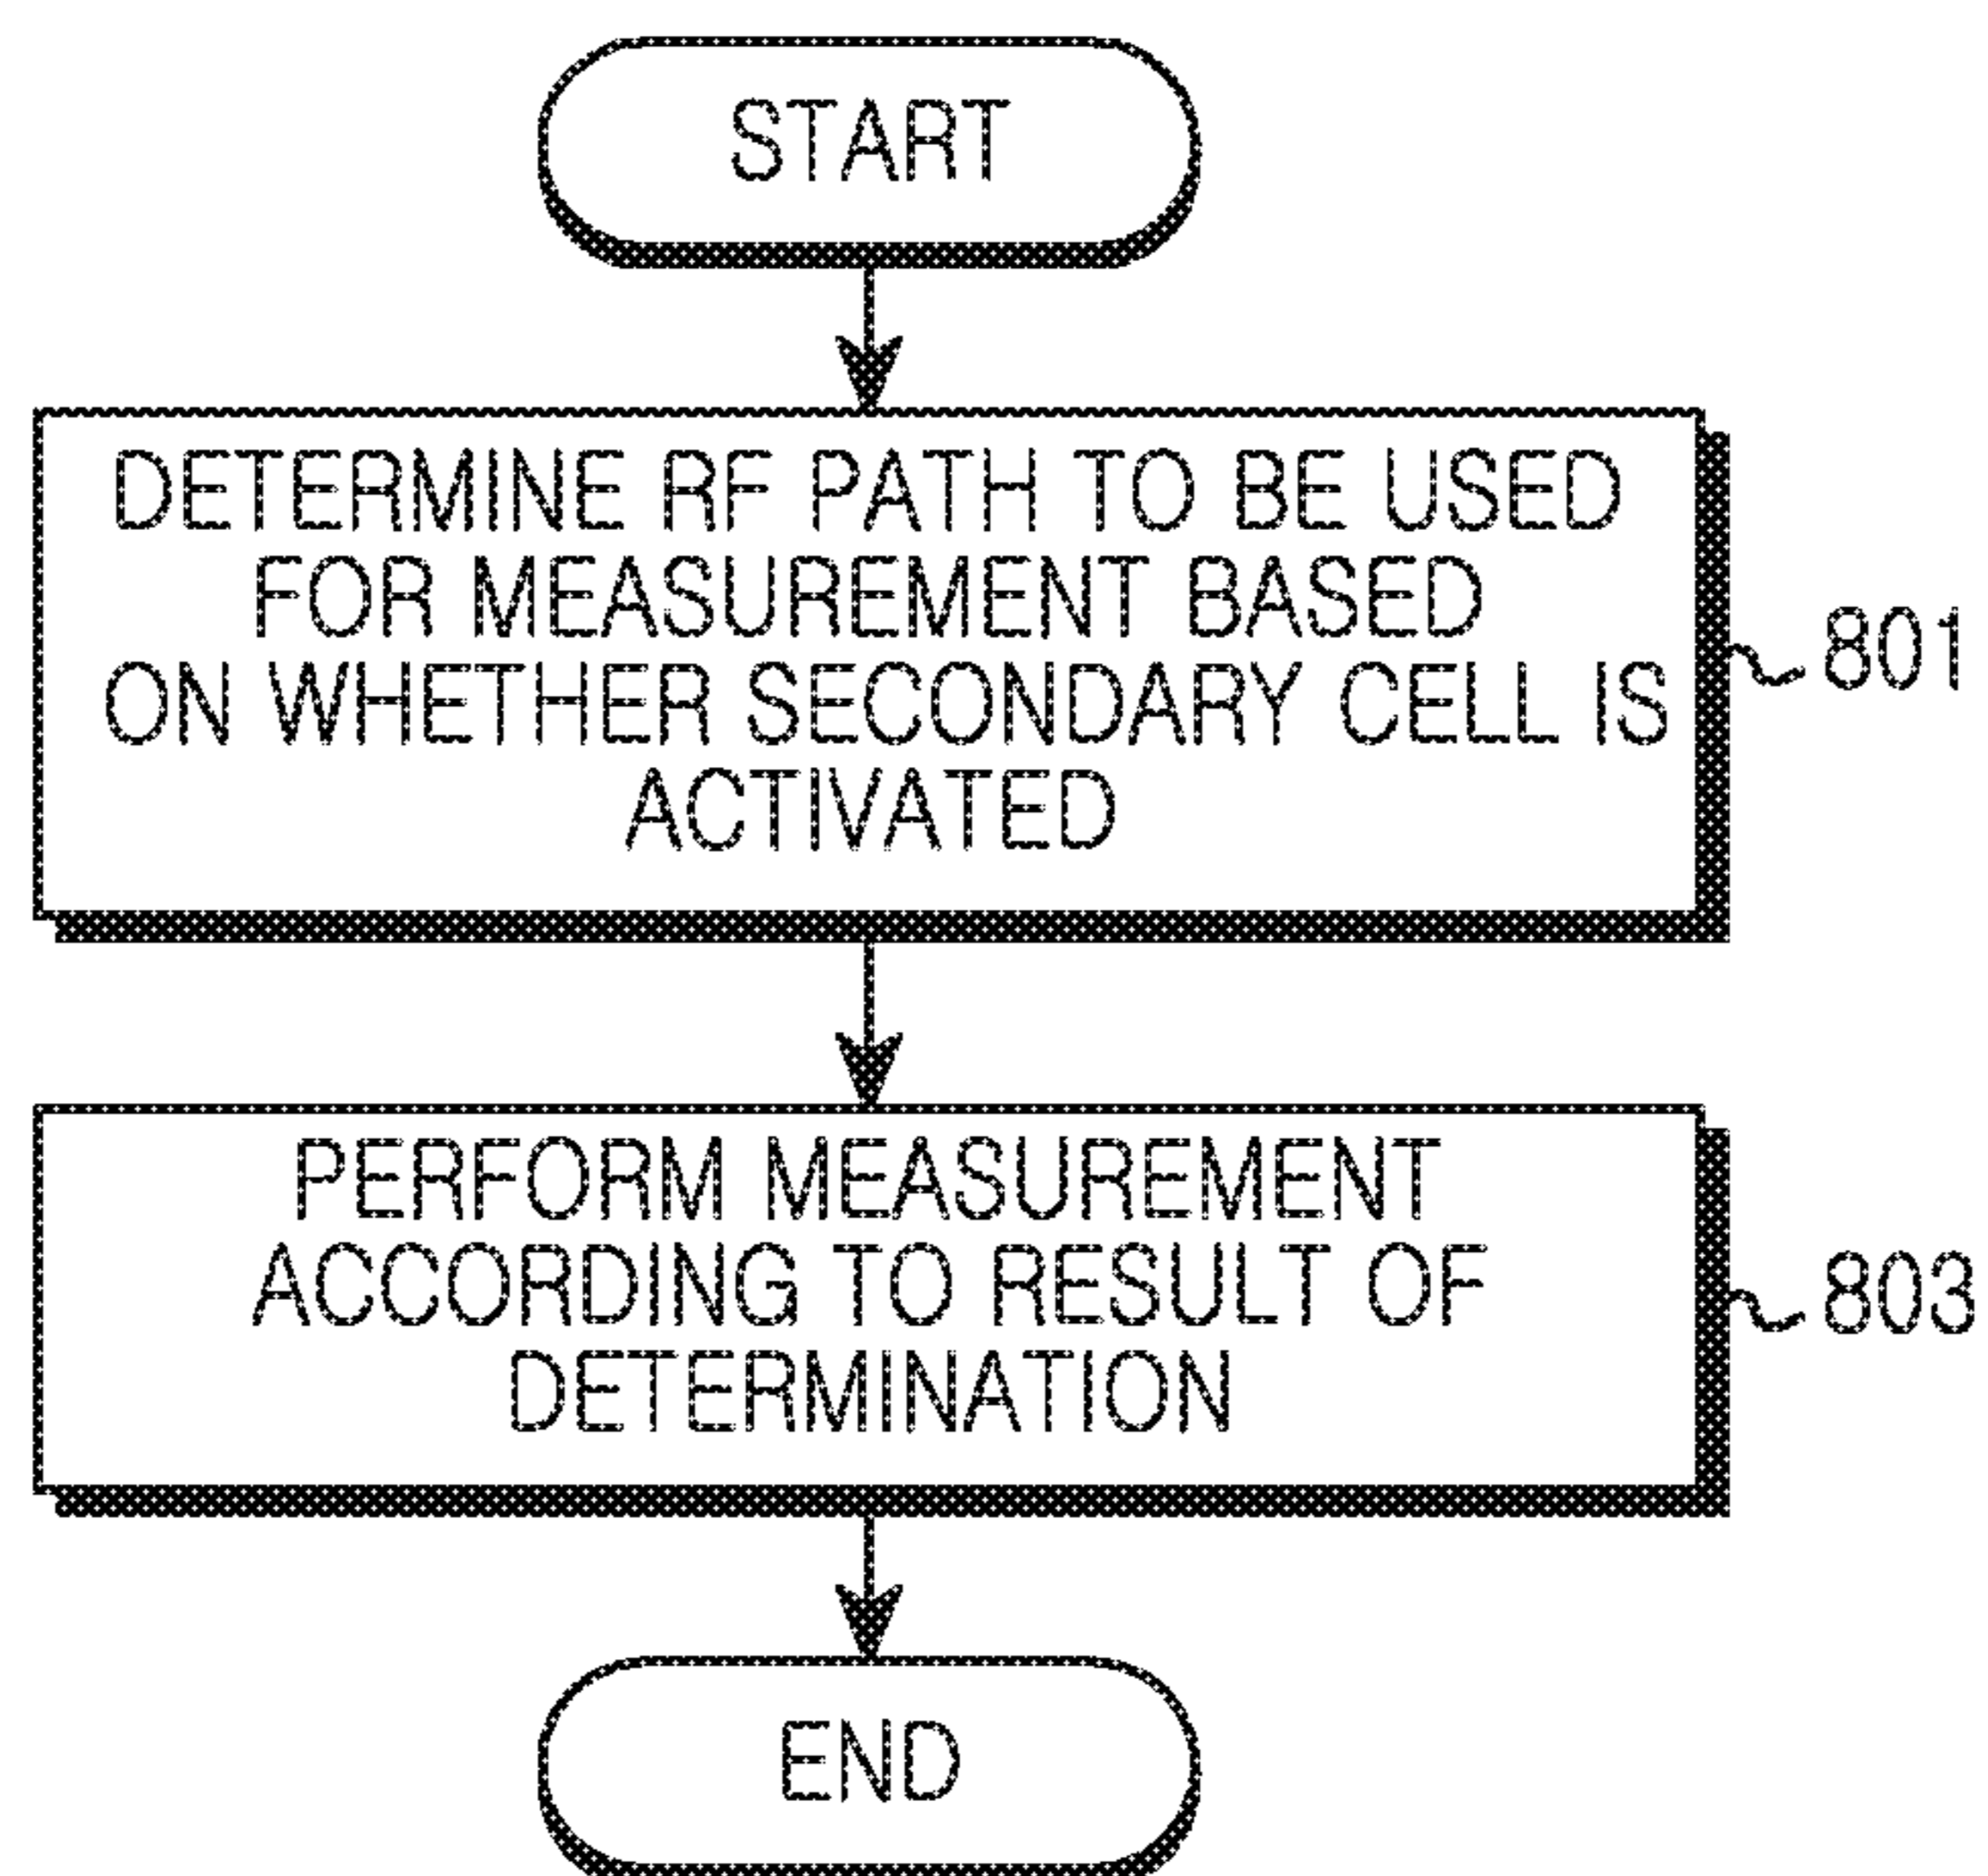 START
DETERMINE RF PATH TO BE USED
FOR MEASUREMENT BASED
ON WHETHER SECONDARY CELL IS
ACTIVATED
801
PERFORM MEASUREMENT
ACCORDING TO RESULT OF
DETERMINATION
803
END